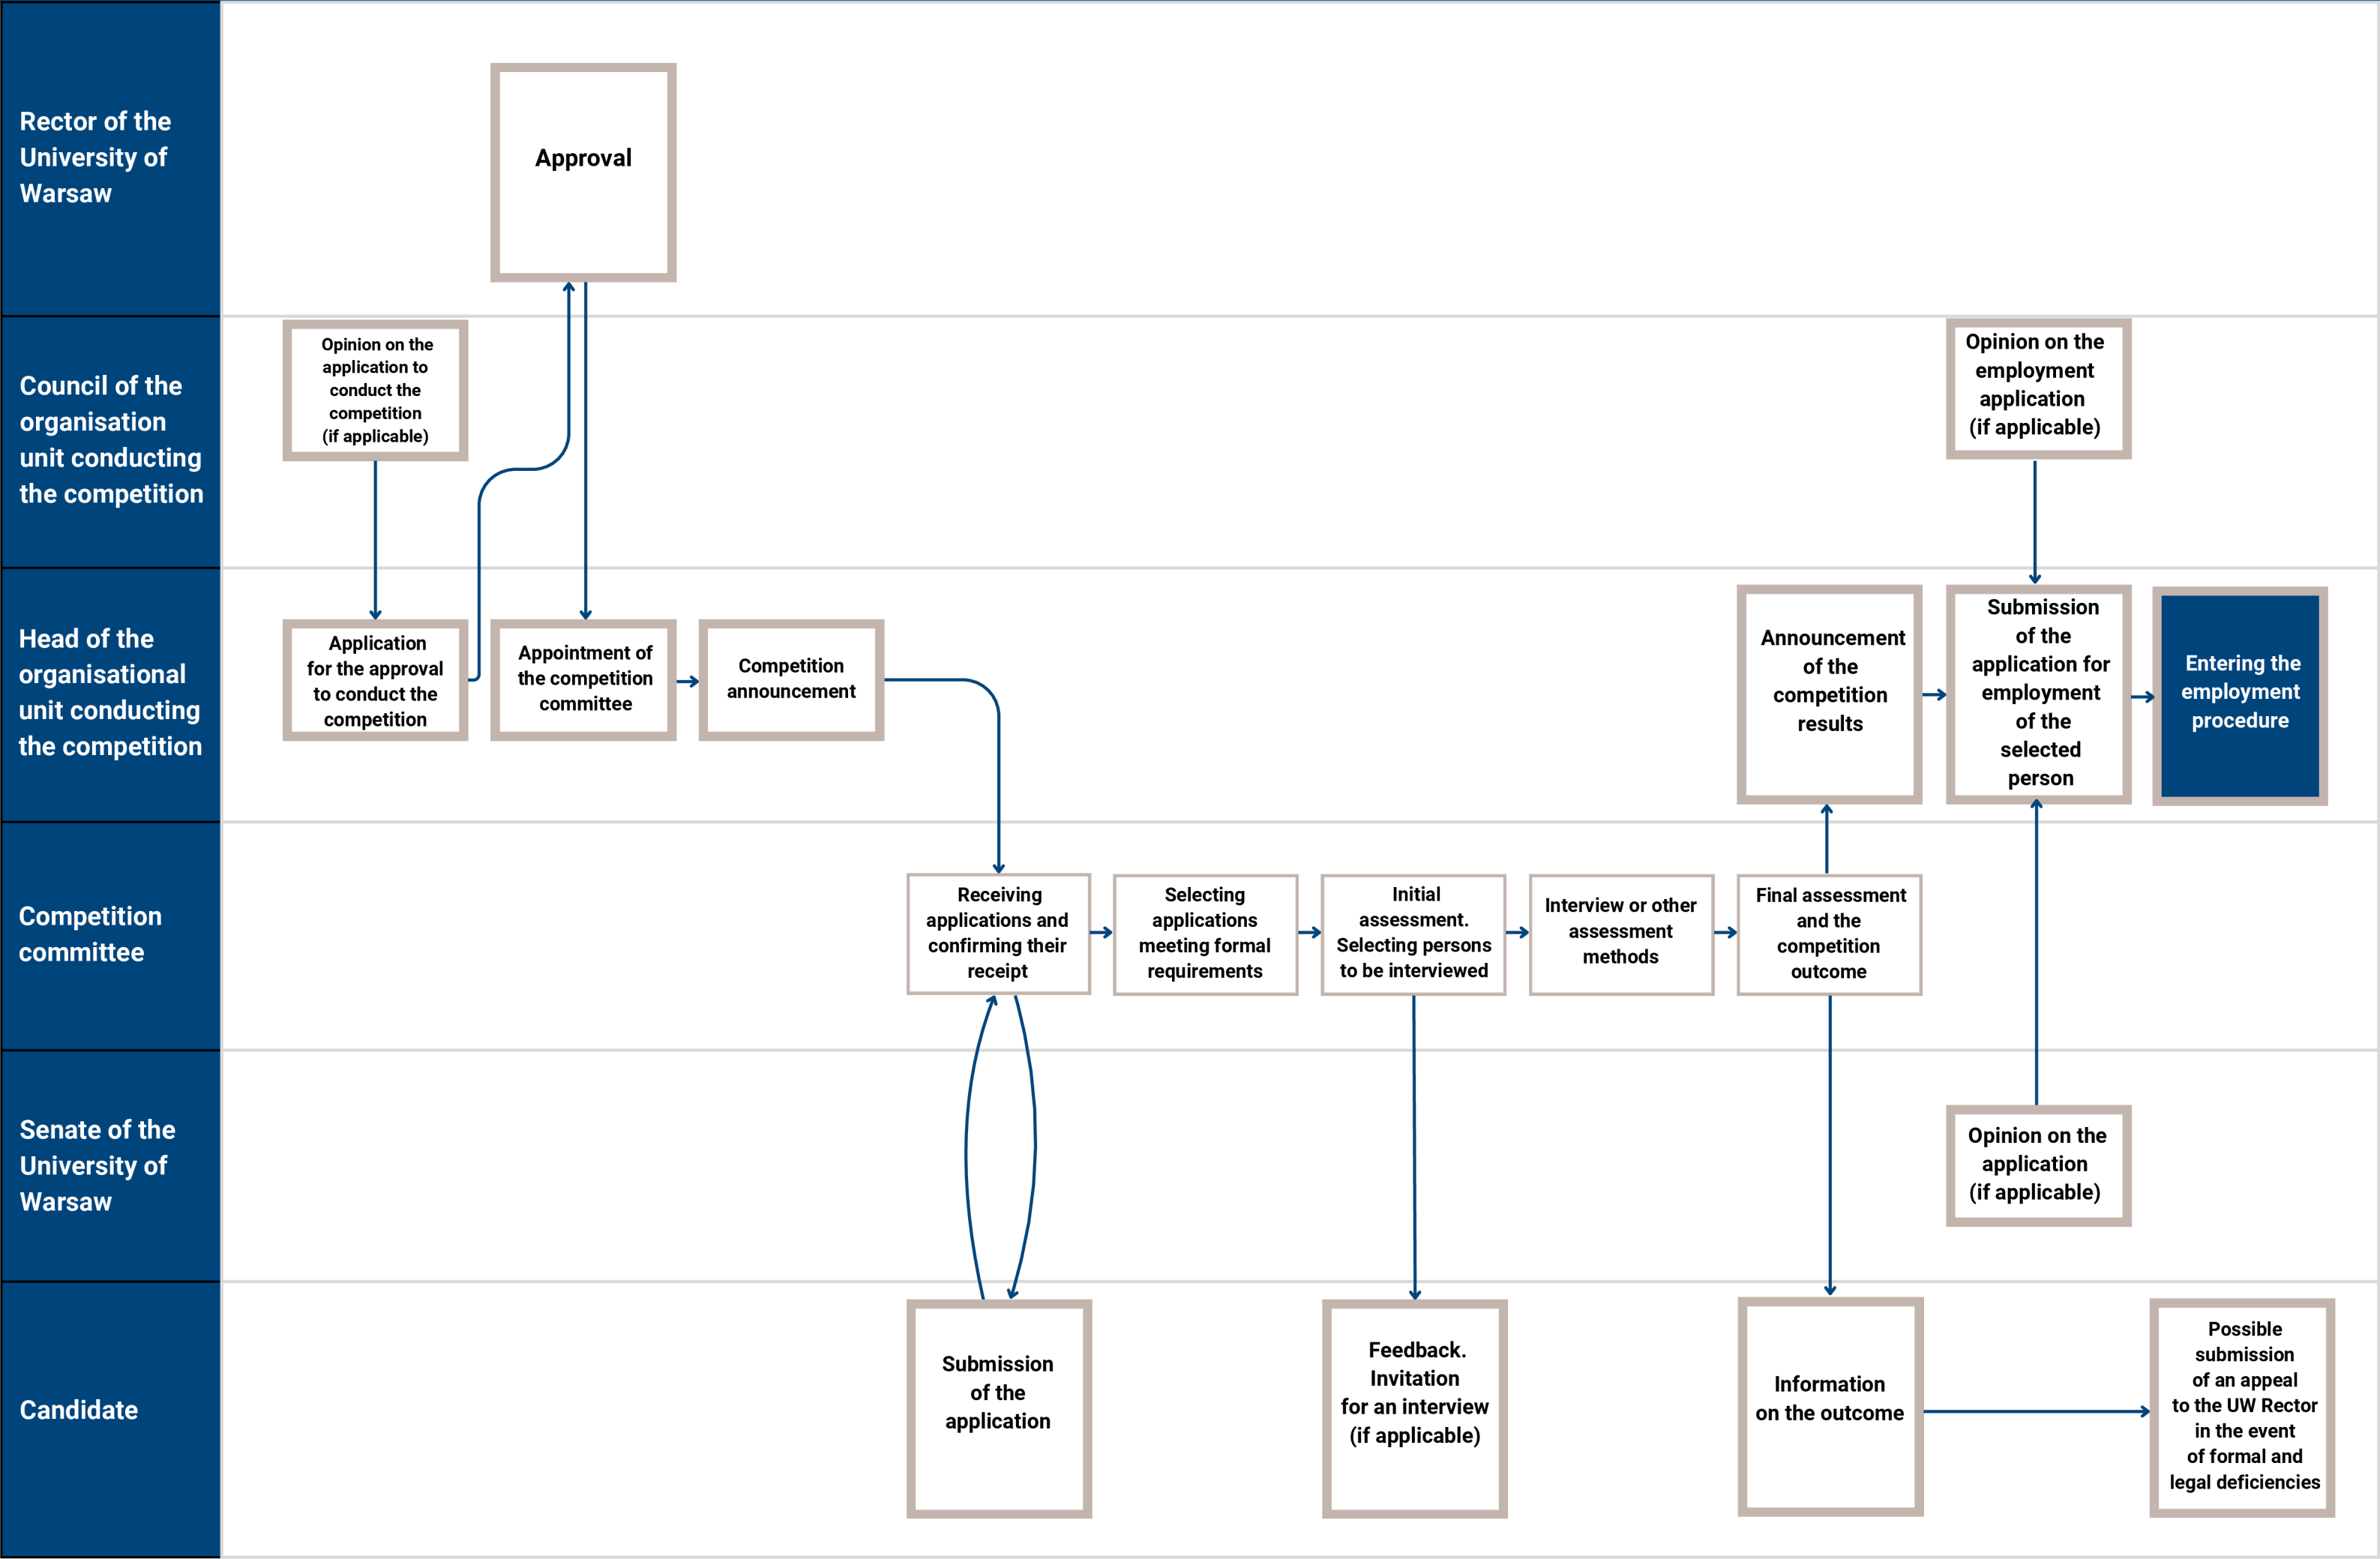 Rector of the
University of
Warsaw
Approval
Council of the
organisation
unit conducting
the competition
Opinion on the
application to
conduct the
competition
(if applicable)
Opinion on the
employment
application
(if applicable)
Head of the
organisational
unit conducting
the competition
Application
for the approval
to conduct the
competition
Appointment of
the competition
committee
Competition
announcement
Announcement
of the
competition
results
Submission
of the
application for
employment
of the
selected
person
Entering the
employment
procedure
Competition
committee
Receiving
applications and
confirming their
receipt
Selecting
applications
meeting formal
requirements
Initial
assessment.
Selecting persons
to be interviewed
Interview or other
assessment
methods
Final assessment
and the
competition
outcome
Senate of the
University of
Warsaw
Opinion on the
application
(if applicable)
Candidate
Submission
of the
application
Feedback.
Invitation
for an interview
(if applicable)
Information
on the outcome
Possible
submission
of an appeal
to the UW Rector
in the event
of formal and
legal deficiencies